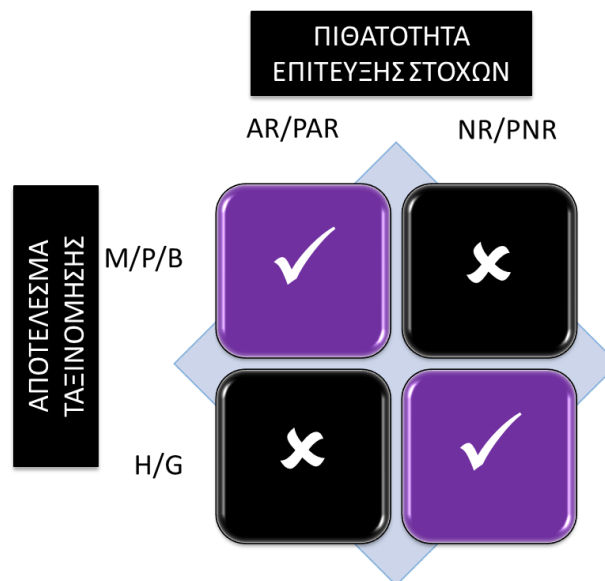 ΠΙΘΑΤΟΤΗΤΑ
ΕΠΙΤΕΥΞΗΣ ΣΤΟΧΩΝ
AR/PAR
NR/PNR
ΑΠΟΤΕΛΕΣΜΑ
ΤΑΞΙΝΟΜΗΣΗΣ
M/P/B
H/G